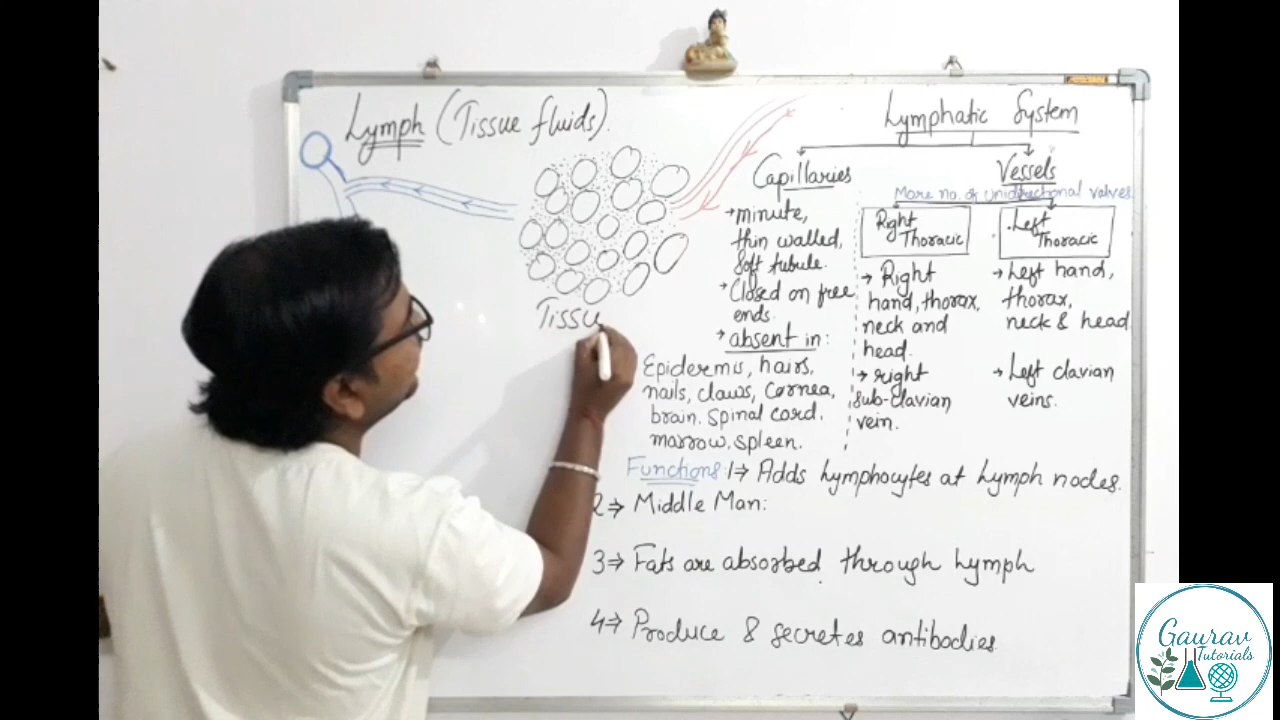 Lymph (Tissue fluids).
Tissu
Lymphatic System
Capillaries
→ minute,
thin walled,
soft tubule.
→ Closed on free
ends.
→ absent in:
Epidermis, hairs,
nails, claws, cornea,
brain, spinal cord,
marrow, spleen.
Vessels
More no. of unidirectional valves
Right
Thoracic
→ Right
hand, thorax,
neck and
head.
→ right
sub-clavian
vein.
Left
Thoracic
→ Left hand,
thorax,
neck & head
→ Left clavian
veins.
Functions: 1→ Adds lymphocytes at lymph nodes.
2⇒ Middle Man:
3⇒ Fats are absorbed through lymph
4⇒ Produce & secretes antibodies
Gaurav
Tutorials